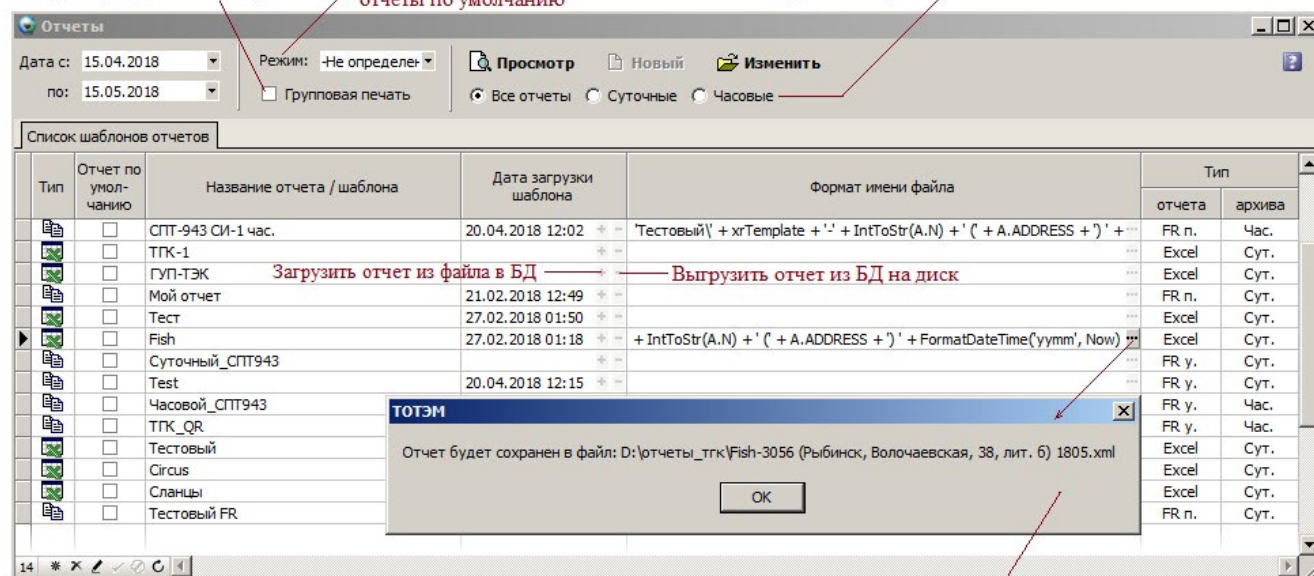 отчеты по умолчанию
Отчеты
Дата с: 15.04.2018 Режим: -Не определен Просмотр Новый Изменить
по: 15.05.2018 Групповая печать Все отчеты Суточные Часовые
Список шаблонов отчетов
Тип Отчет по умол- чанию Название отчета / шаблона Дата загрузки шаблона Формат имени файла Тип
отчета архива
СПТ-943 СИ-1 час. 20.04.2018 12:02 + - 'Тестовый\' + xrTemplate + '-' + IntToStr(A.N) + ' (' + A.ADDRESS + ') ' + ... FR п. Час.
ТГК-1 + - ... Excel Сут.
ГУП-ТЭК Загрузить отчет из файла в БД + - Выгрузить отчет из БД на диск ... Excel Сут.
Мой отчет 21.02.2018 12:49 + - ... FR п. Сут.
Тест 27.02.2018 01:50 + - ... Excel Сут.
Fish 27.02.2018 01:18 + - + IntToStr(A.N) + ' (' + A.ADDRESS + ') ' + FormatDateTime('yymm', Now) ... Excel Сут.
Суточный_СПТ943 + - ... FR у. Сут.
Test 20.04.2018 12:15 + - ... FR у. Сут.
Часовой_СПТ943 FR у. Час.
ТГК_QR FR у. Час.
Тестовый Excel Сут.
Circus Excel Сут.
Сланцы Excel Сут.
Тестовый FR FR п. Сут.
ТОТЭМ
Отчет будет сохранен в файл: D:\отчеты_тгк\Fish-3056 (Рыбинск, Волочаевская, 38, лит. б) 1805.xml
OK
14